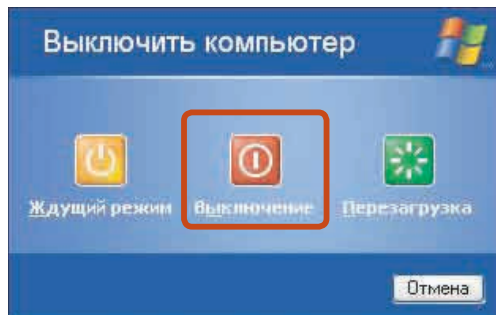 Выключить компьютер
Ждущий режим Выключение Перезагрузка
Отмена